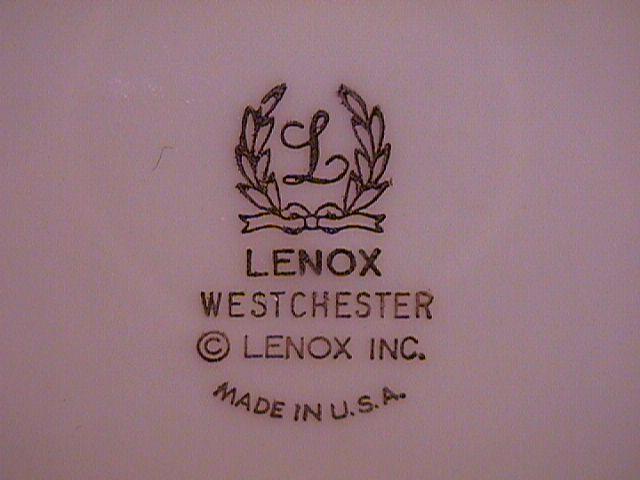 L
LENOX
WESTCHESTER
© LENOX INC.
MADE IN U.S.A.